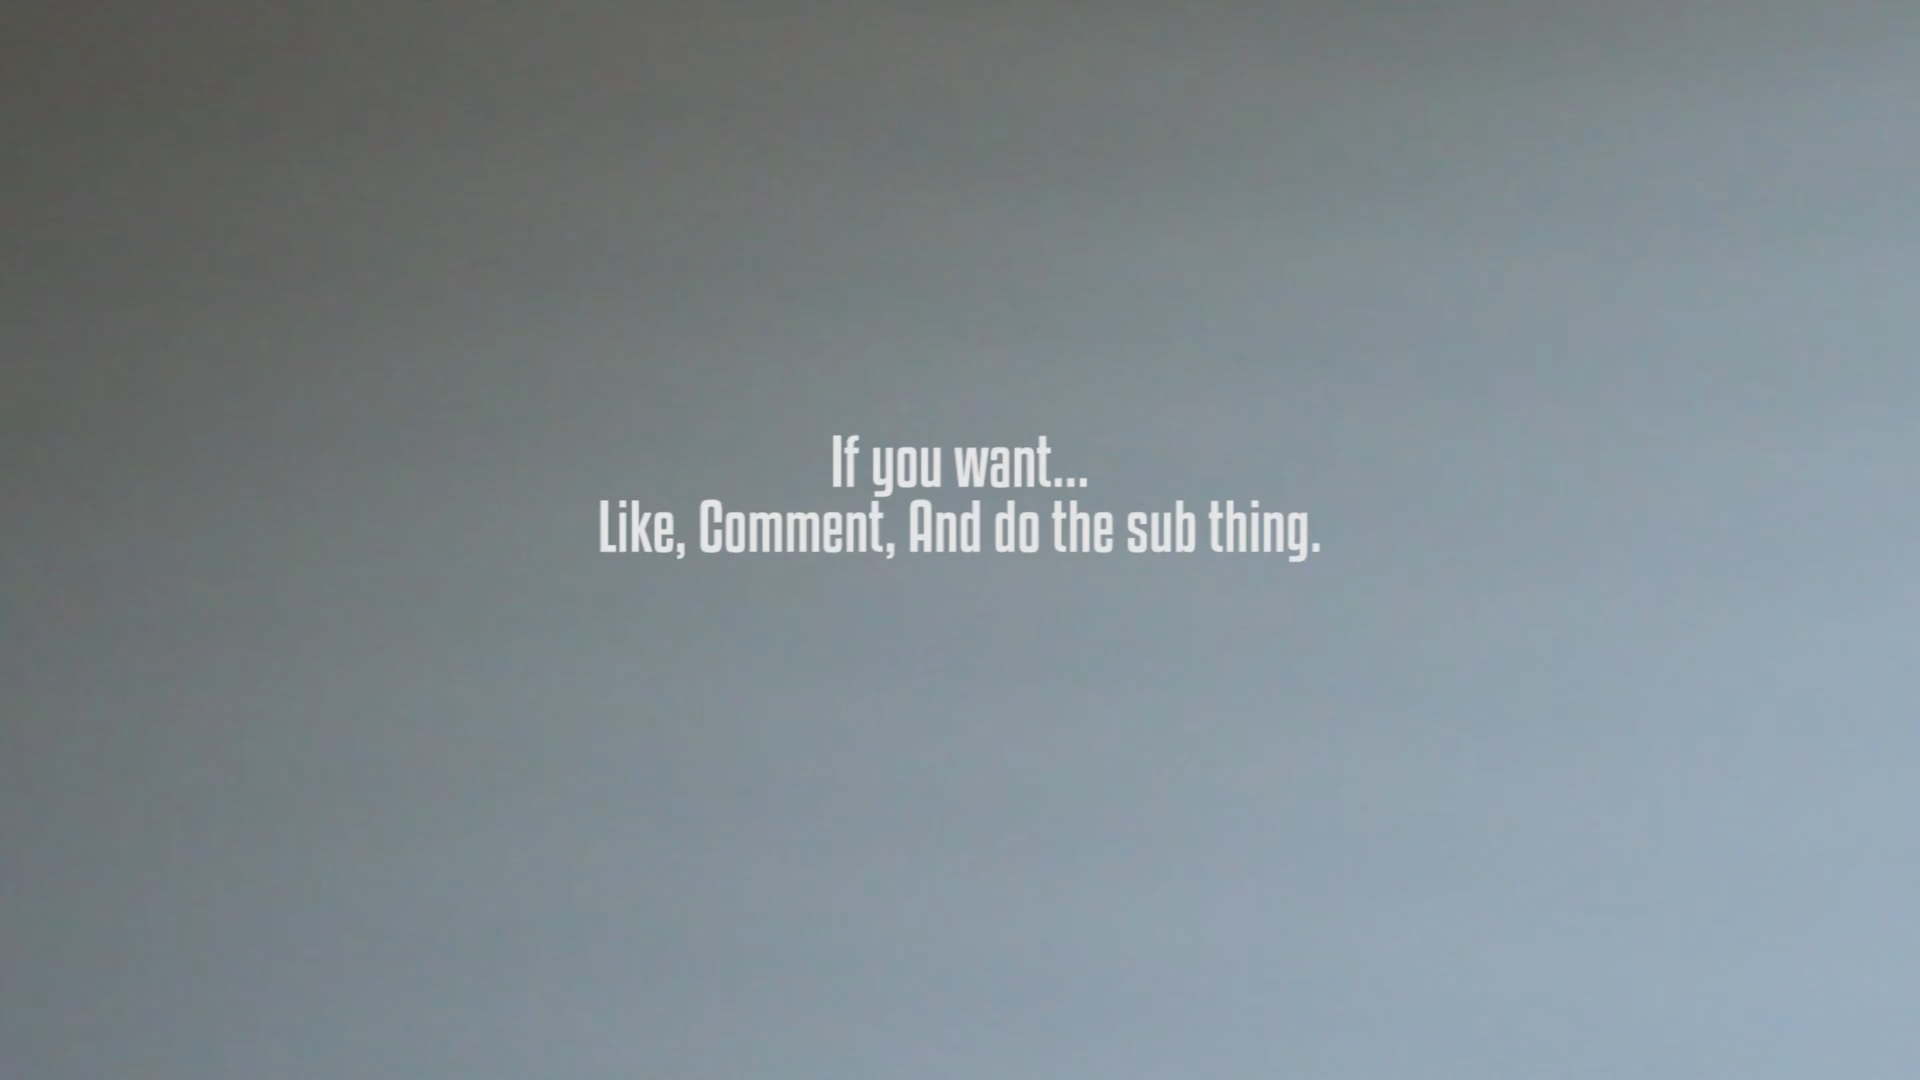 If you want...
Like, Comment, And do the sub thing.